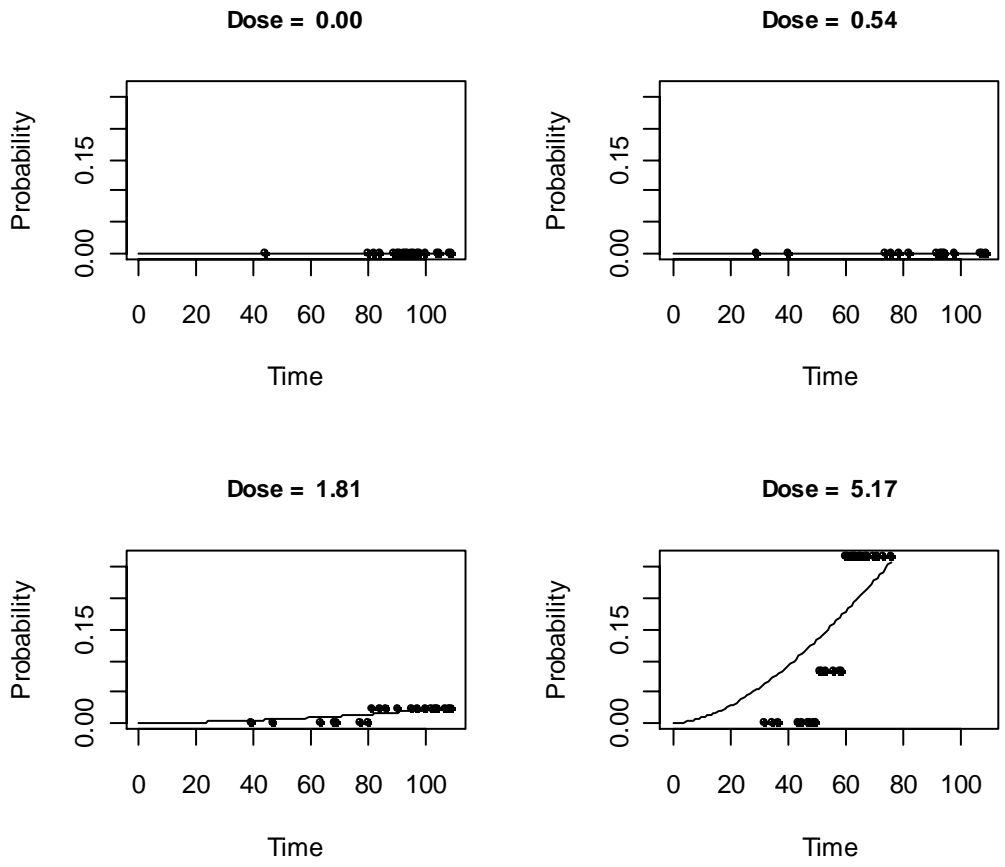 Dose = 0.00
Probability
0.15
0.00
0 20 40 60 80 100
Time
Dose = 0.54
Probability
0.15
0.00
0 20 40 60 80 100
Time
Dose = 1.81
Probability
0.15
0.00
0 20 40 60 80 100
Time
Dose = 5.17
Probability
0.15
0.00
0 20 40 60 80 100
Time